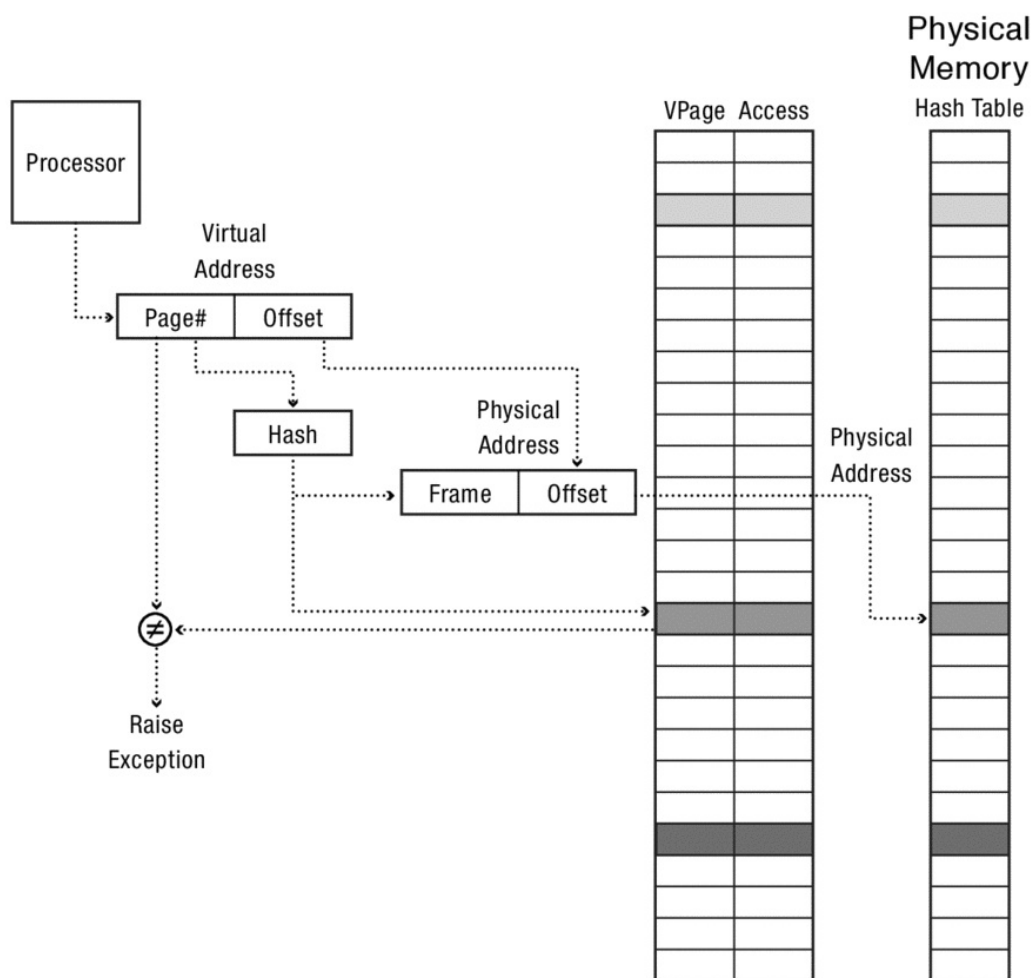 Physical
Memory
VPage Access
Hash Table
Processor
Virtual
Address
Page# Offset
Hash
Physical
Address
Physical
Address
Frame Offset
≠
Raise
Exception